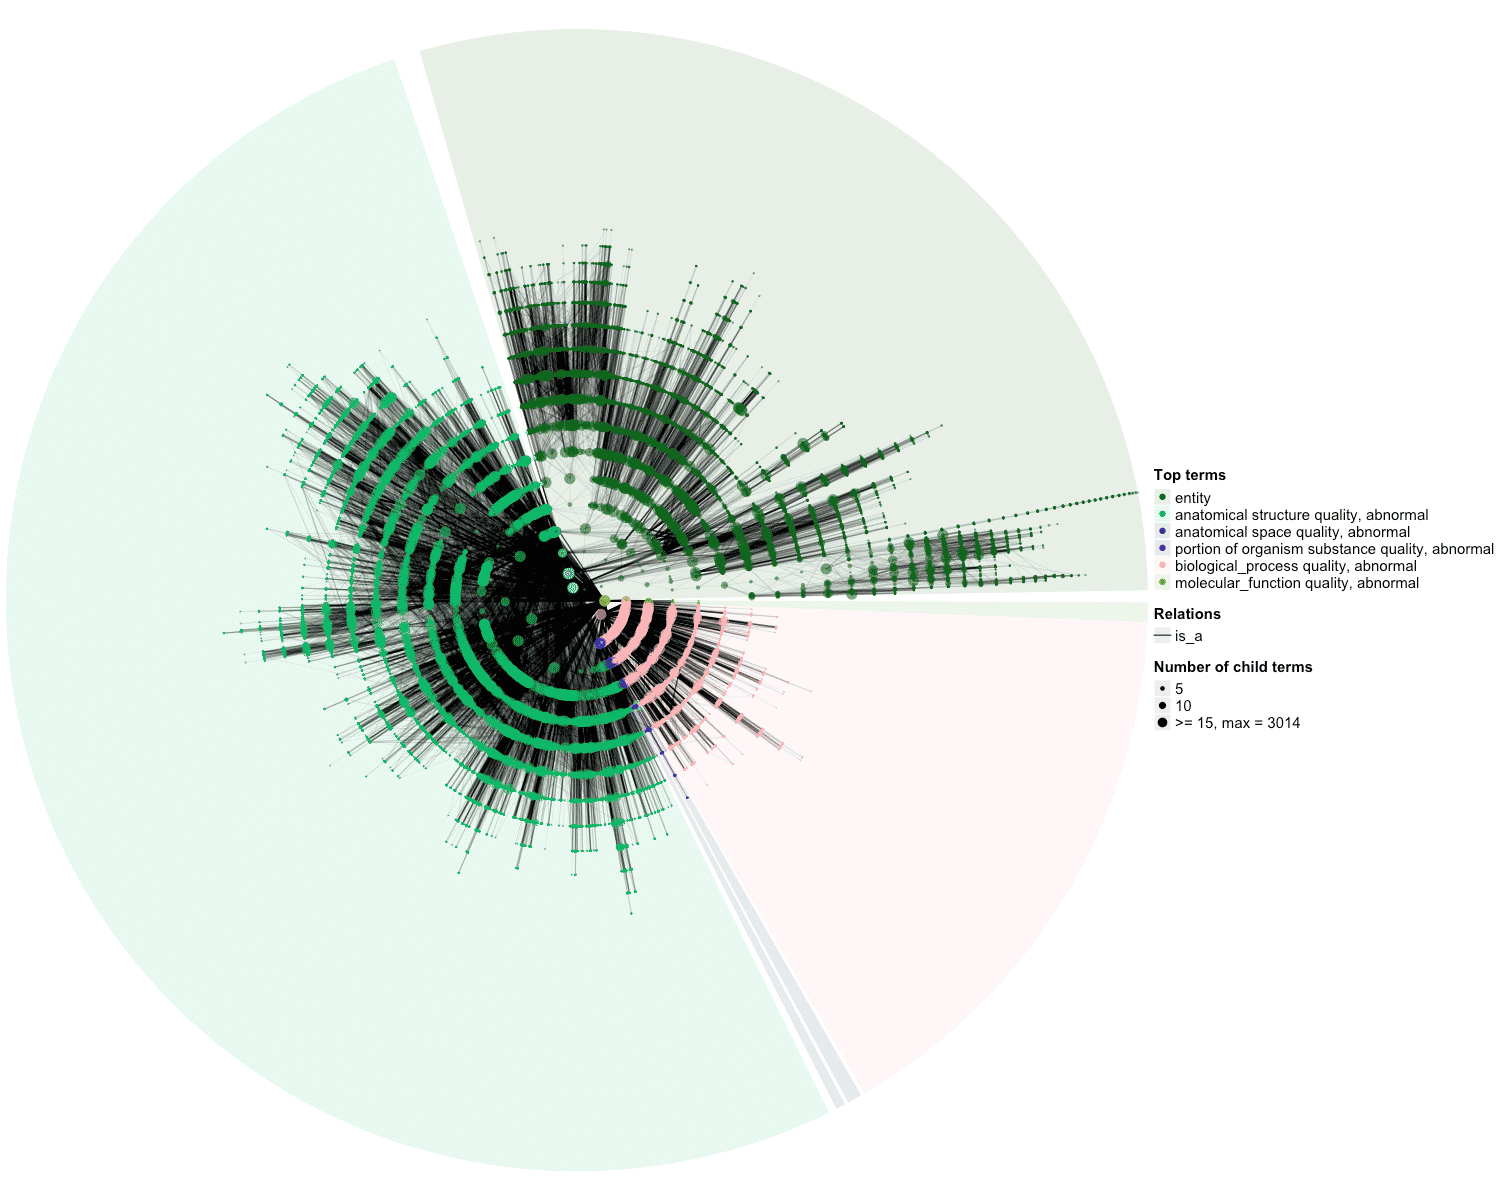 Top terms
entity
anatomical structure quality, abnormal
anatomical space quality, abnormal
portion of organism substance quality, abnormal
biological_process quality, abnormal
molecular_function quality, abnormal
Relations
is_a
Number of child terms
5
10
>= 15, max = 3014